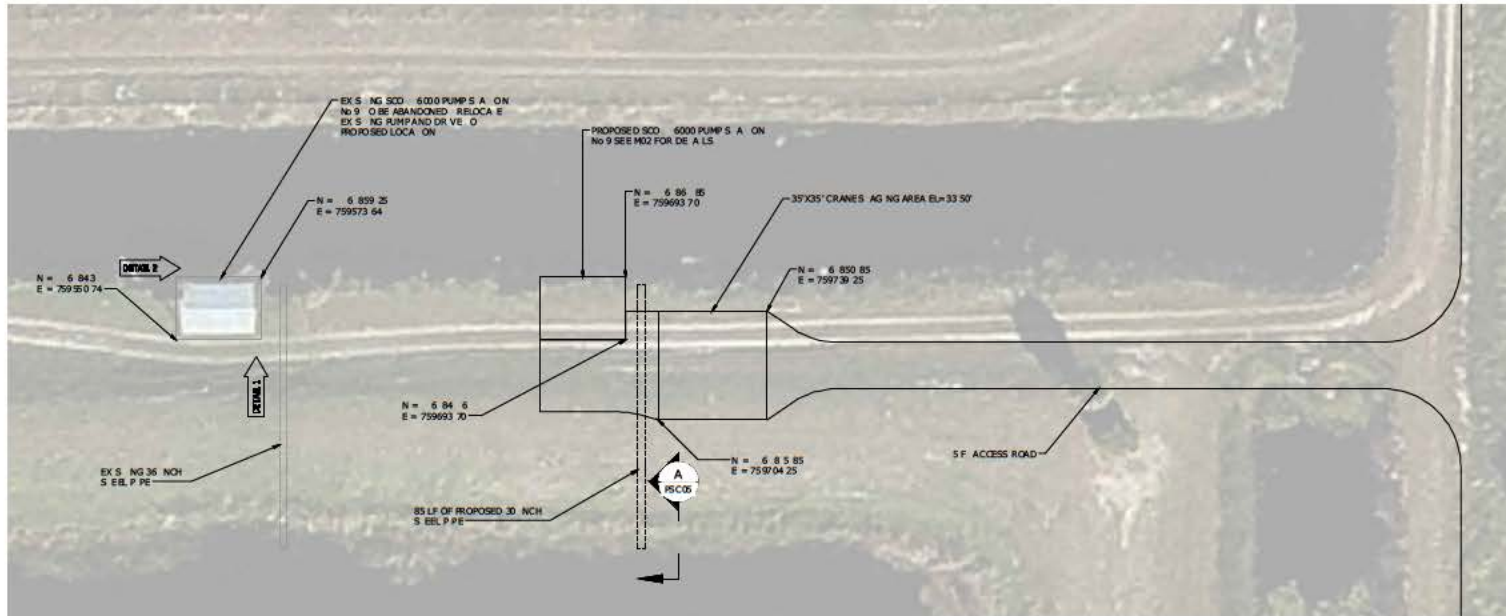 EX S NG SCO 6000 PUMP S A ON
No 9 O BE ABANDONED RELOCA E
EX S NG PUMP AND DR VE O
PROPOSED LOCA ON
PROPOSED SCO 6000 PUMP S A ON
No 9 SEE M02 FOR DE A LS
N = 6 859 25
E = 759573 64
N = 6 86 85
E = 759693 70
35'X35' CRANE S AG NG AREA EL=33 50'
DETAIL 2
N = 6 843
E = 759550 74
N = 6 850 85
E = 759739 25
DETAIL 1
N = 6 84 6
E = 759693 70
EX S NG 36 NCH
S EEL P PE
N = 6 8 5 85
E = 759704 25
5 F ACCESS ROAD
A
PSC05
85 LF OF PROPOSED 30 NCH
S EEL P PE